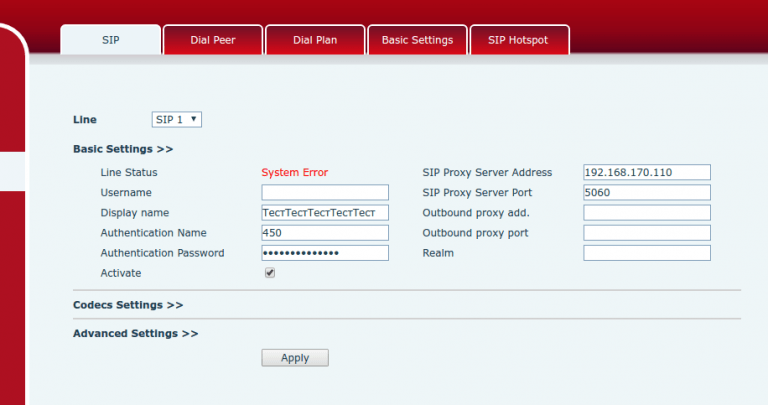 SIP Dial Peer Dial Plan Basic Settings SIP Hotspot
Line SIP 1
Basic Settings >>
Line Status System Error SIP Proxy Server Address 192.168.170.110
Username SIP Proxy Server Port 5060
Display name ТестТестТестТестТест Outbound proxy add.
Authentication Name 450 Outbound proxy port
Authentication Password •••••••••••••• Realm
Activate
Codecs Settings >>
Advanced Settings >>
Apply